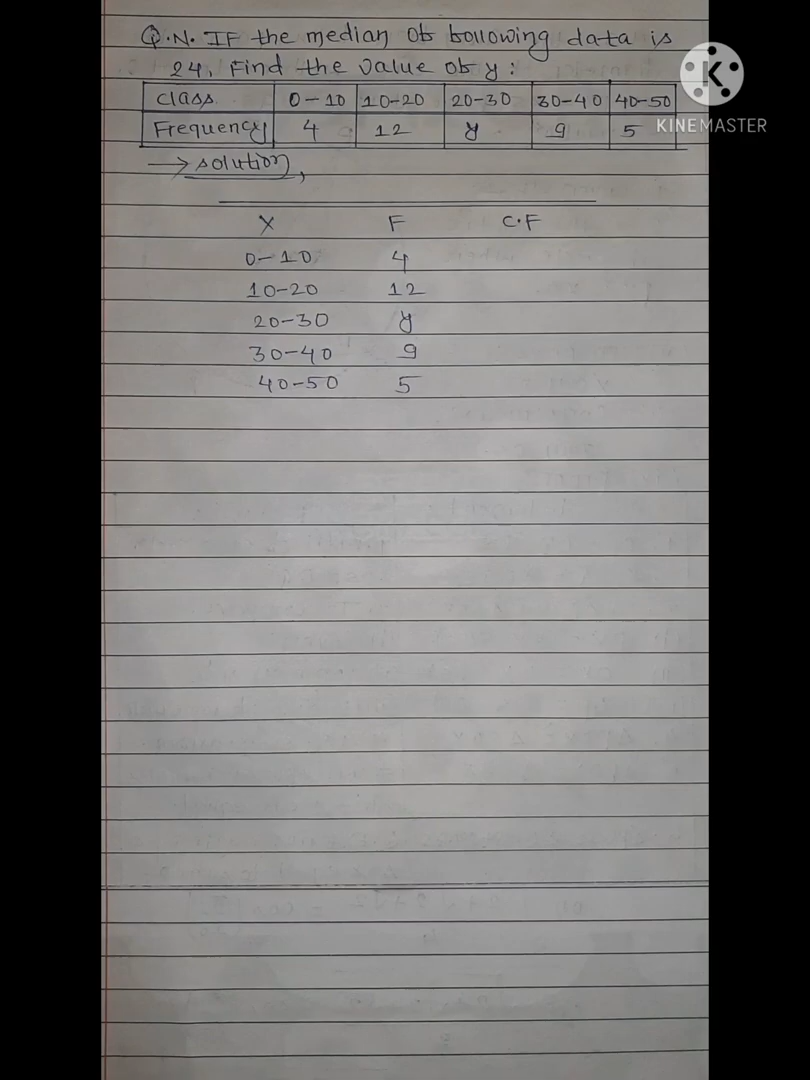 Q.N. IF the median of following data is
24, Find the value of y:
KINEMASTER
Class 0-10 10-20 20-30 30-40 40-50
Frequency 4 12 y 9 5
→ solution,
X F C.F
0-10 4
10-20 12
20-30 y
30-40 9
40-50 5